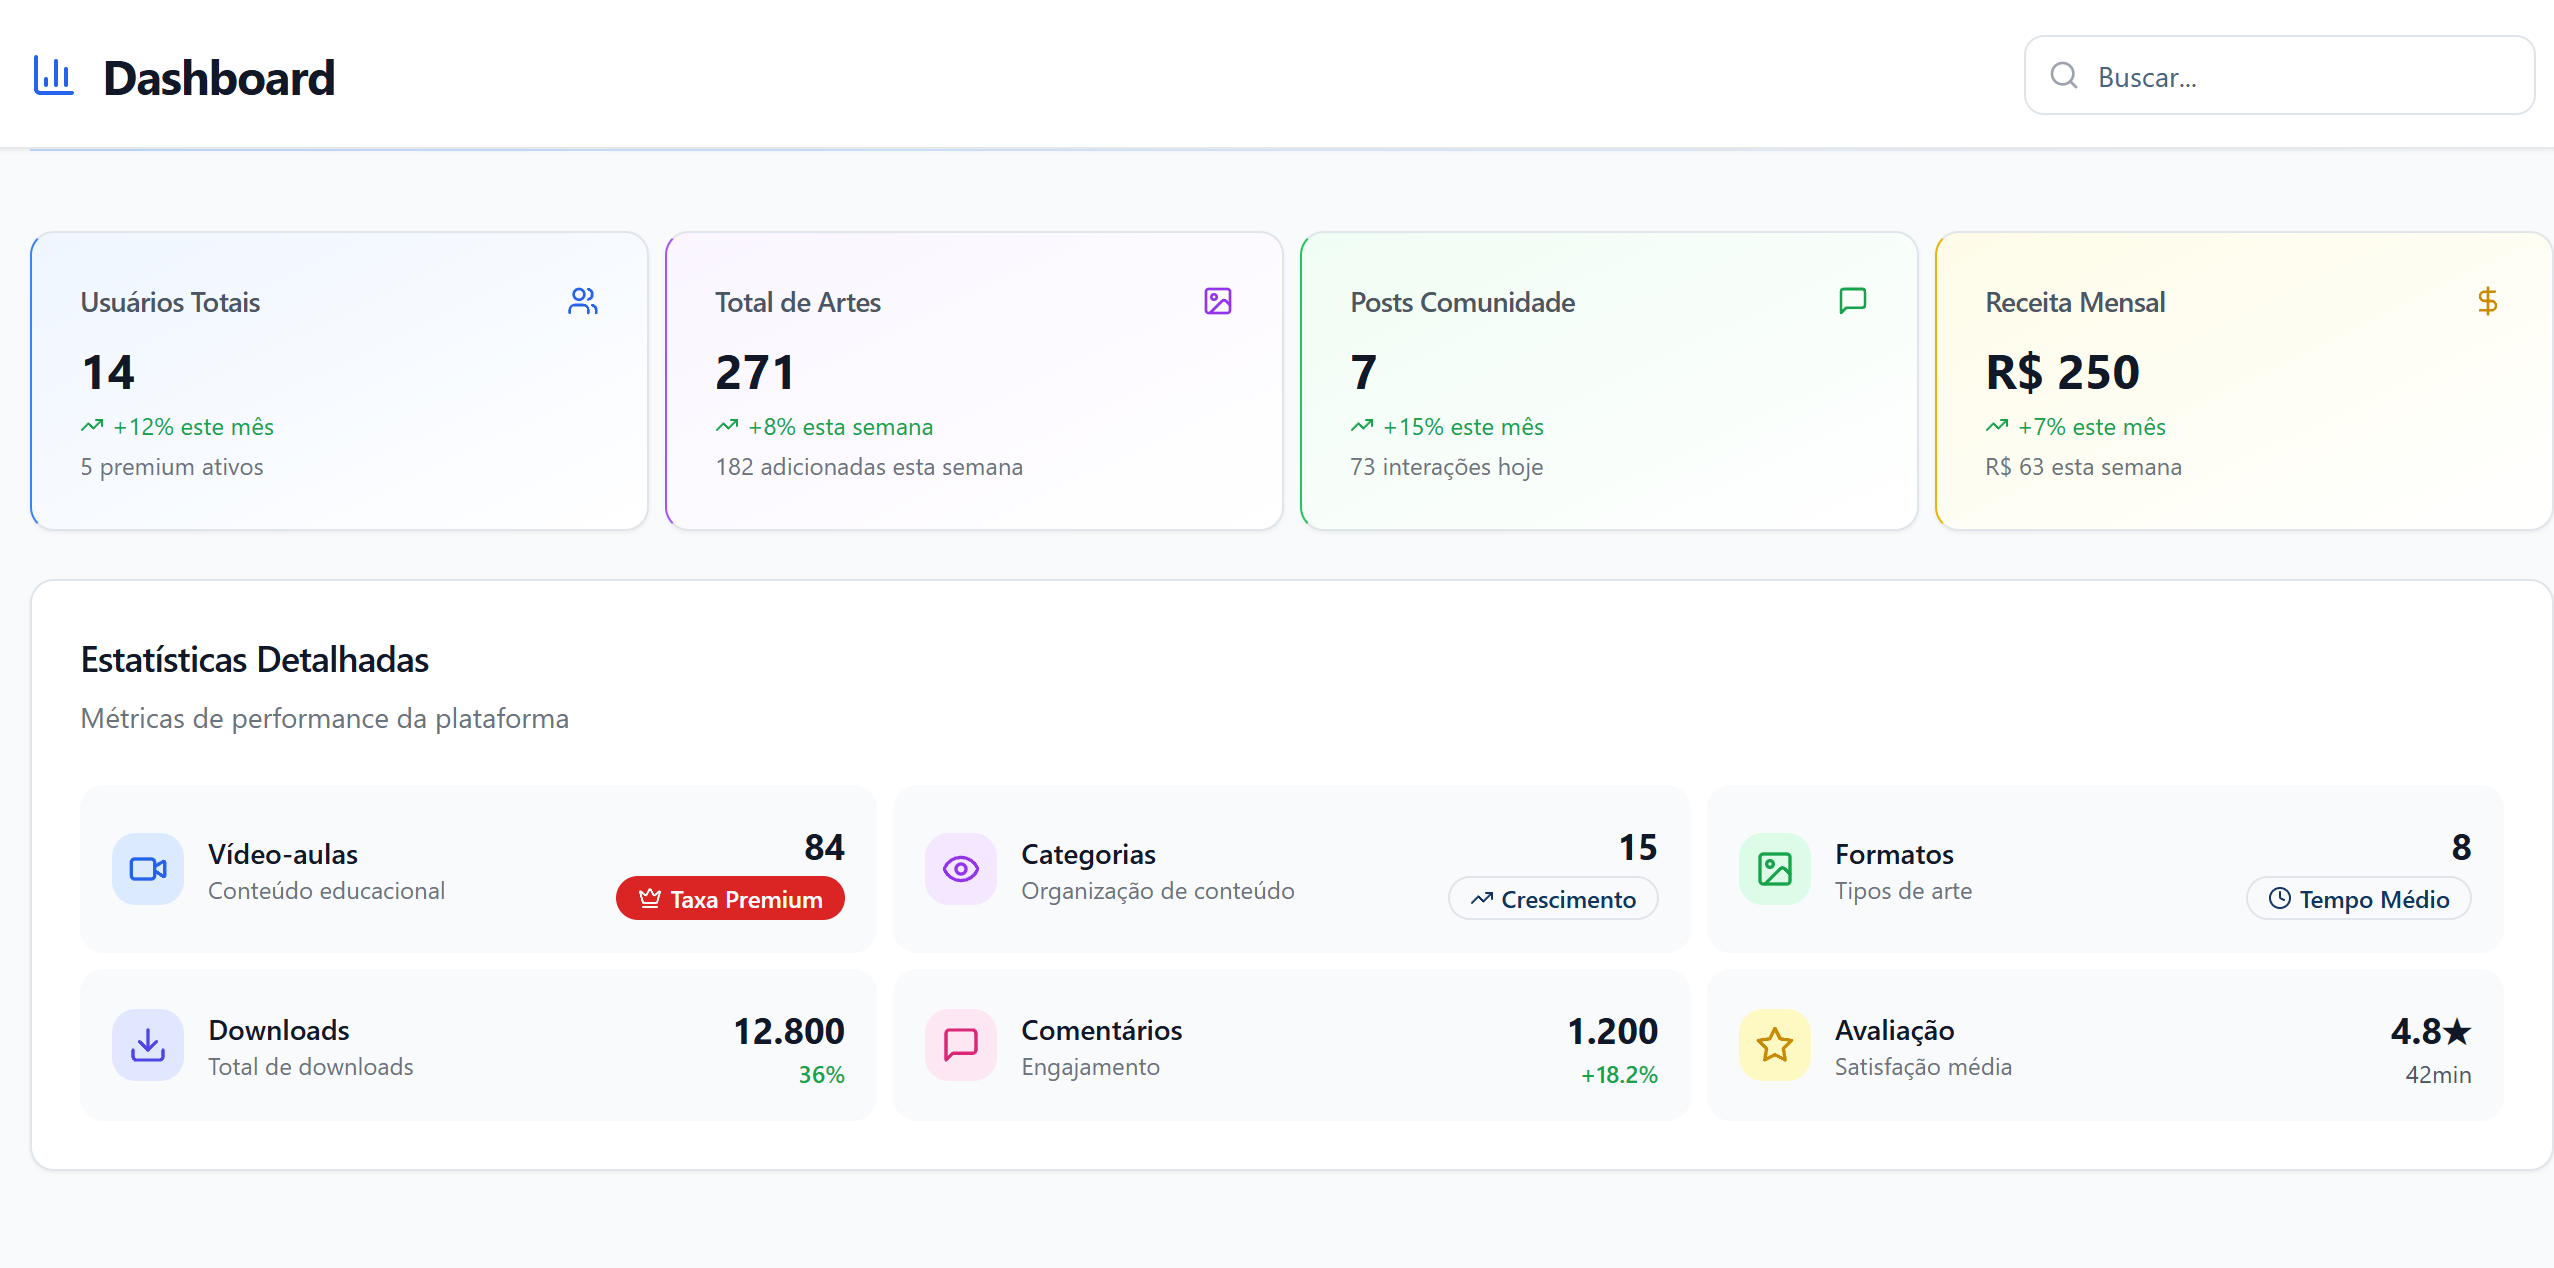 Dashboard
Buscar...
Usuários Totais
14
+12% este mês
5 premium ativos
Total de Artes
271
+8% esta semana
182 adicionadas esta semana
Posts Comunidade
7
+15% este mês
73 interações hoje
Receita Mensal
R$ 250
+7% este mês
R$ 63 esta semana
Estatísticas Detalhadas
Métricas de performance da plataforma
Vídeo-aulas
Conteúdo educacional
84
Taxa Premium
Categorias
Organização de conteúdo
15
Crescimento
Formatos
Tipos de arte
8
Tempo Médio
Downloads
Total de downloads
12.800
36%
Comentários
Engajamento
1.200
+18.2%
Avaliação
Satisfação média
4.8★
42min